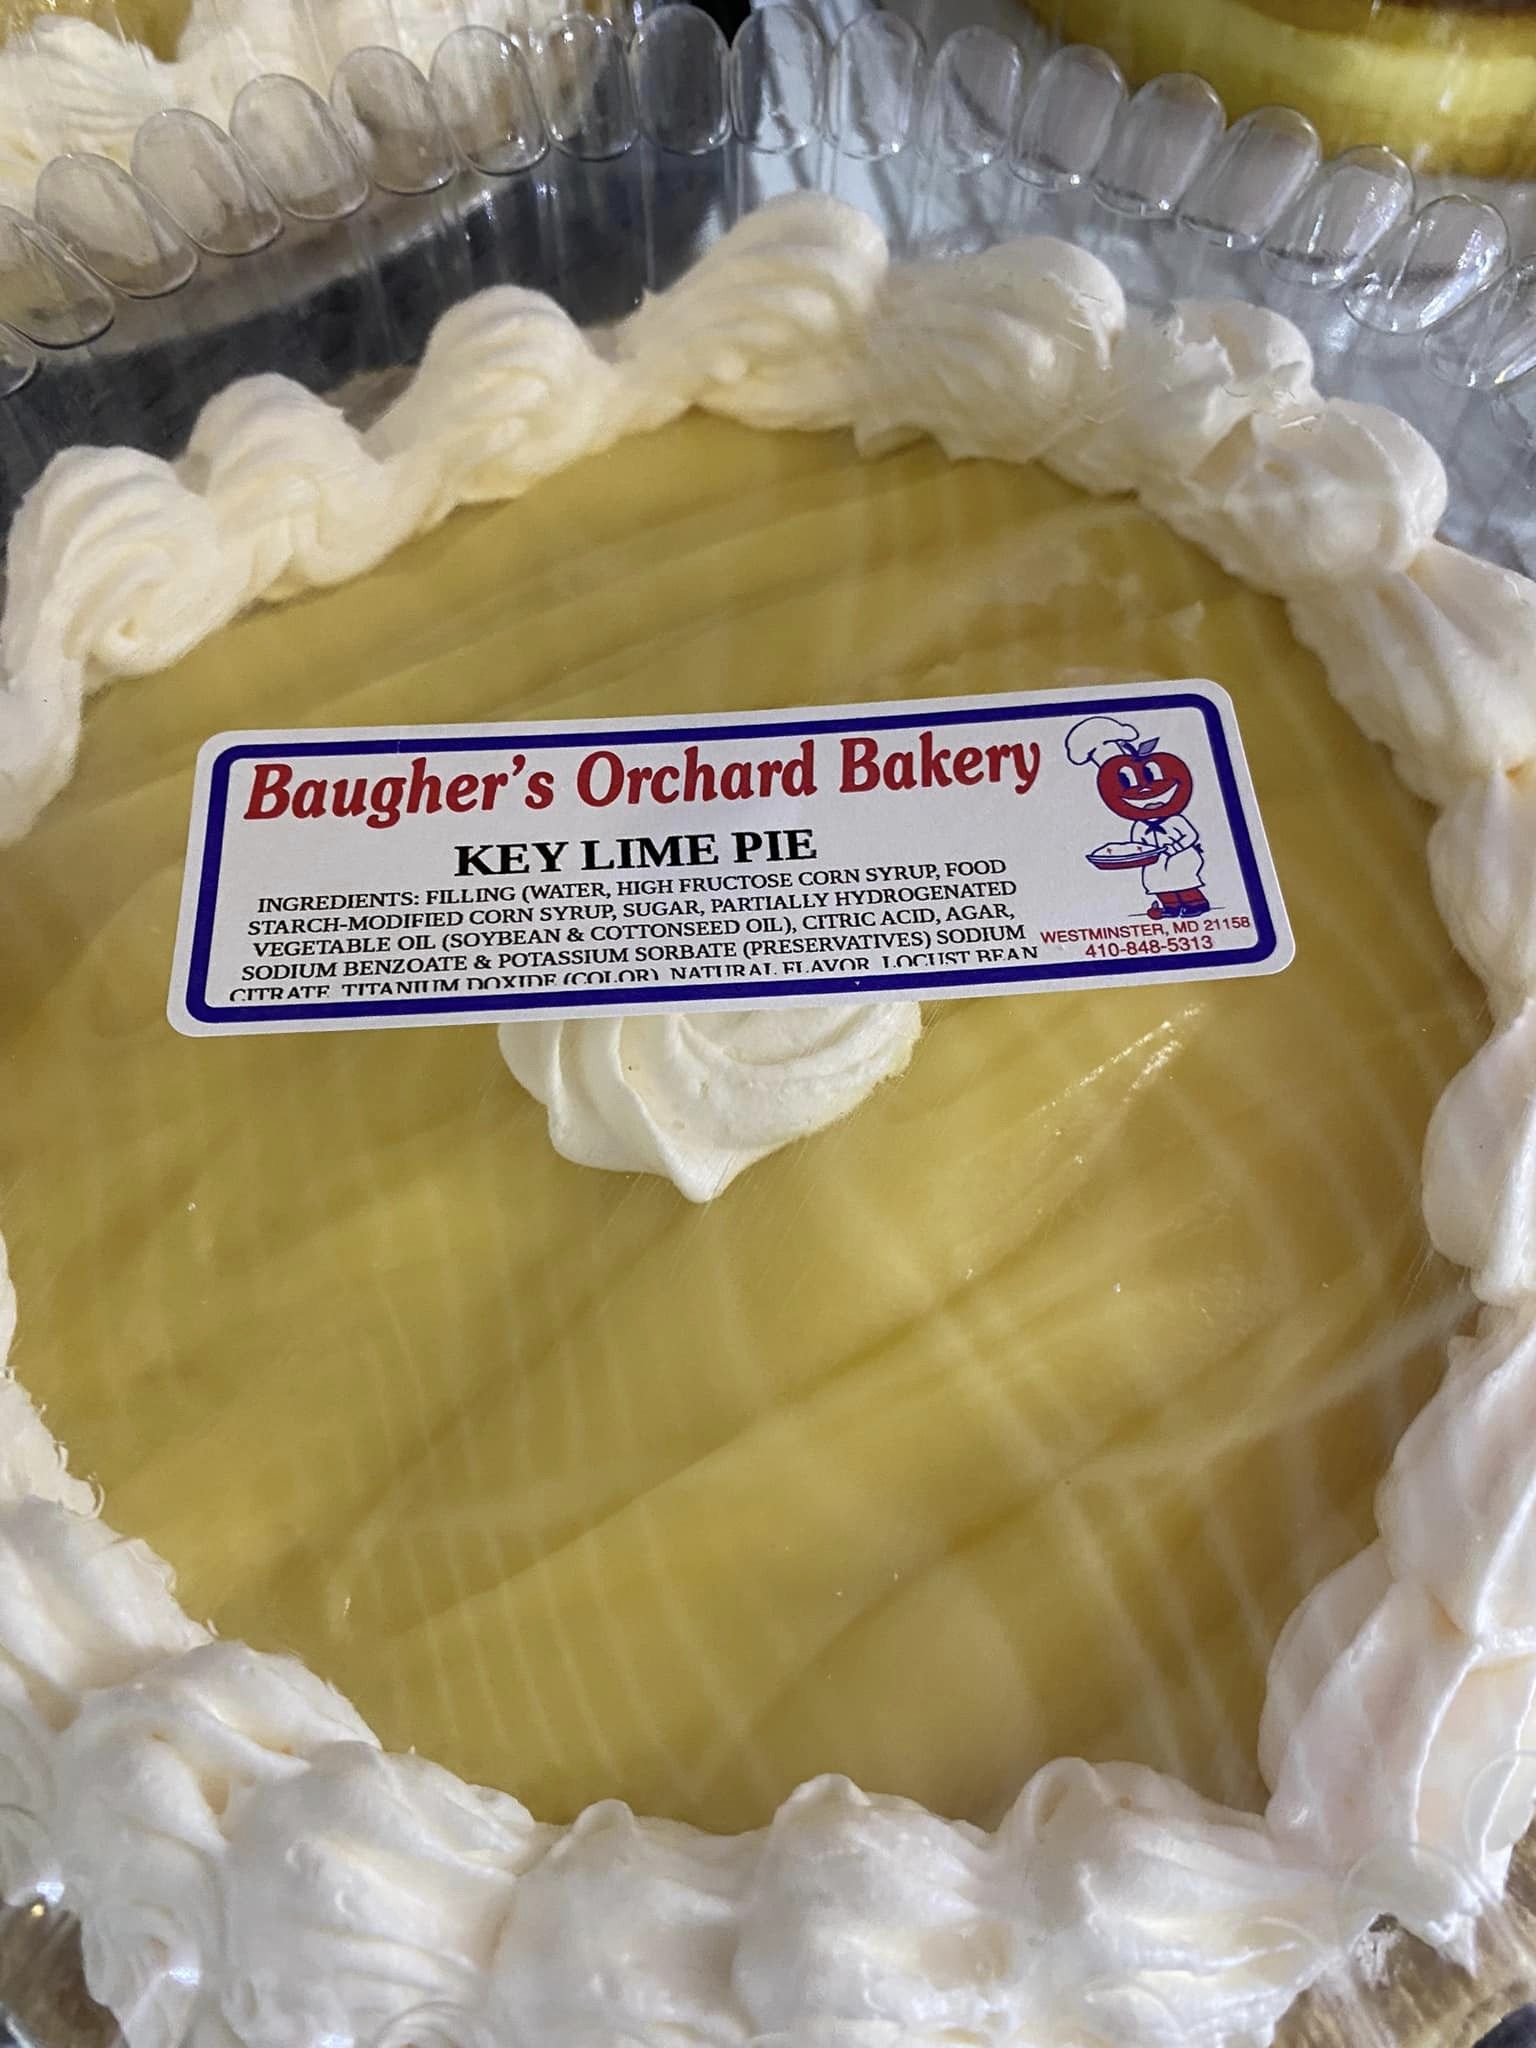 Baugher's Orchard Bakery
KEY LIME PIE
INGREDIENTS: FILLING (WATER, HIGH FRUCTOSE CORN SYRUP, FOOD
STARCH-MODIFIED CORN SYRUP, SUGAR, PARTIALLY HYDROGENATED
VEGETABLE OIL (SOYBEAN & COTTONSEED OIL), CITRIC ACID, AGAR,
SODIUM BENZOATE & POTASSIUM SORBATE (PRESERVATIVES) SODIUM
CITRATE, TITANIUM DOXIDE (COLOR), NATURAL FLAVOR, LOCUST BEAN
WESTMINSTER, MD 21158
410-848-5313